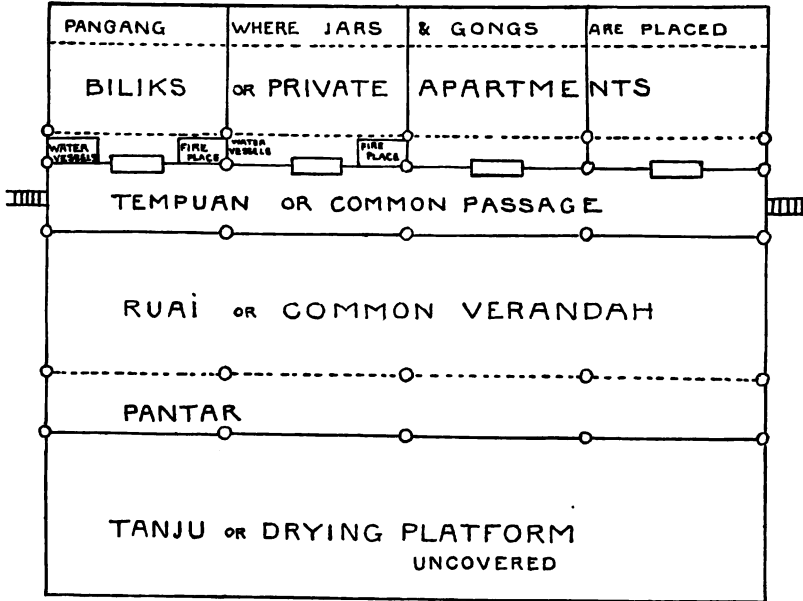 PANGANG WHERE JARS & GONGS ARE PLACED
BILIKS OR PRIVATE APARTMENTS
WATER VESSELS
FIRE PLACE
WATER VESSELS
FIRE PLACE
TEMPUAN OR COMMON PASSAGE
RUAi OR COMMON VERANDAH
PANTAR
TANJU OR DRYING PLATFORM
UNCOVERED